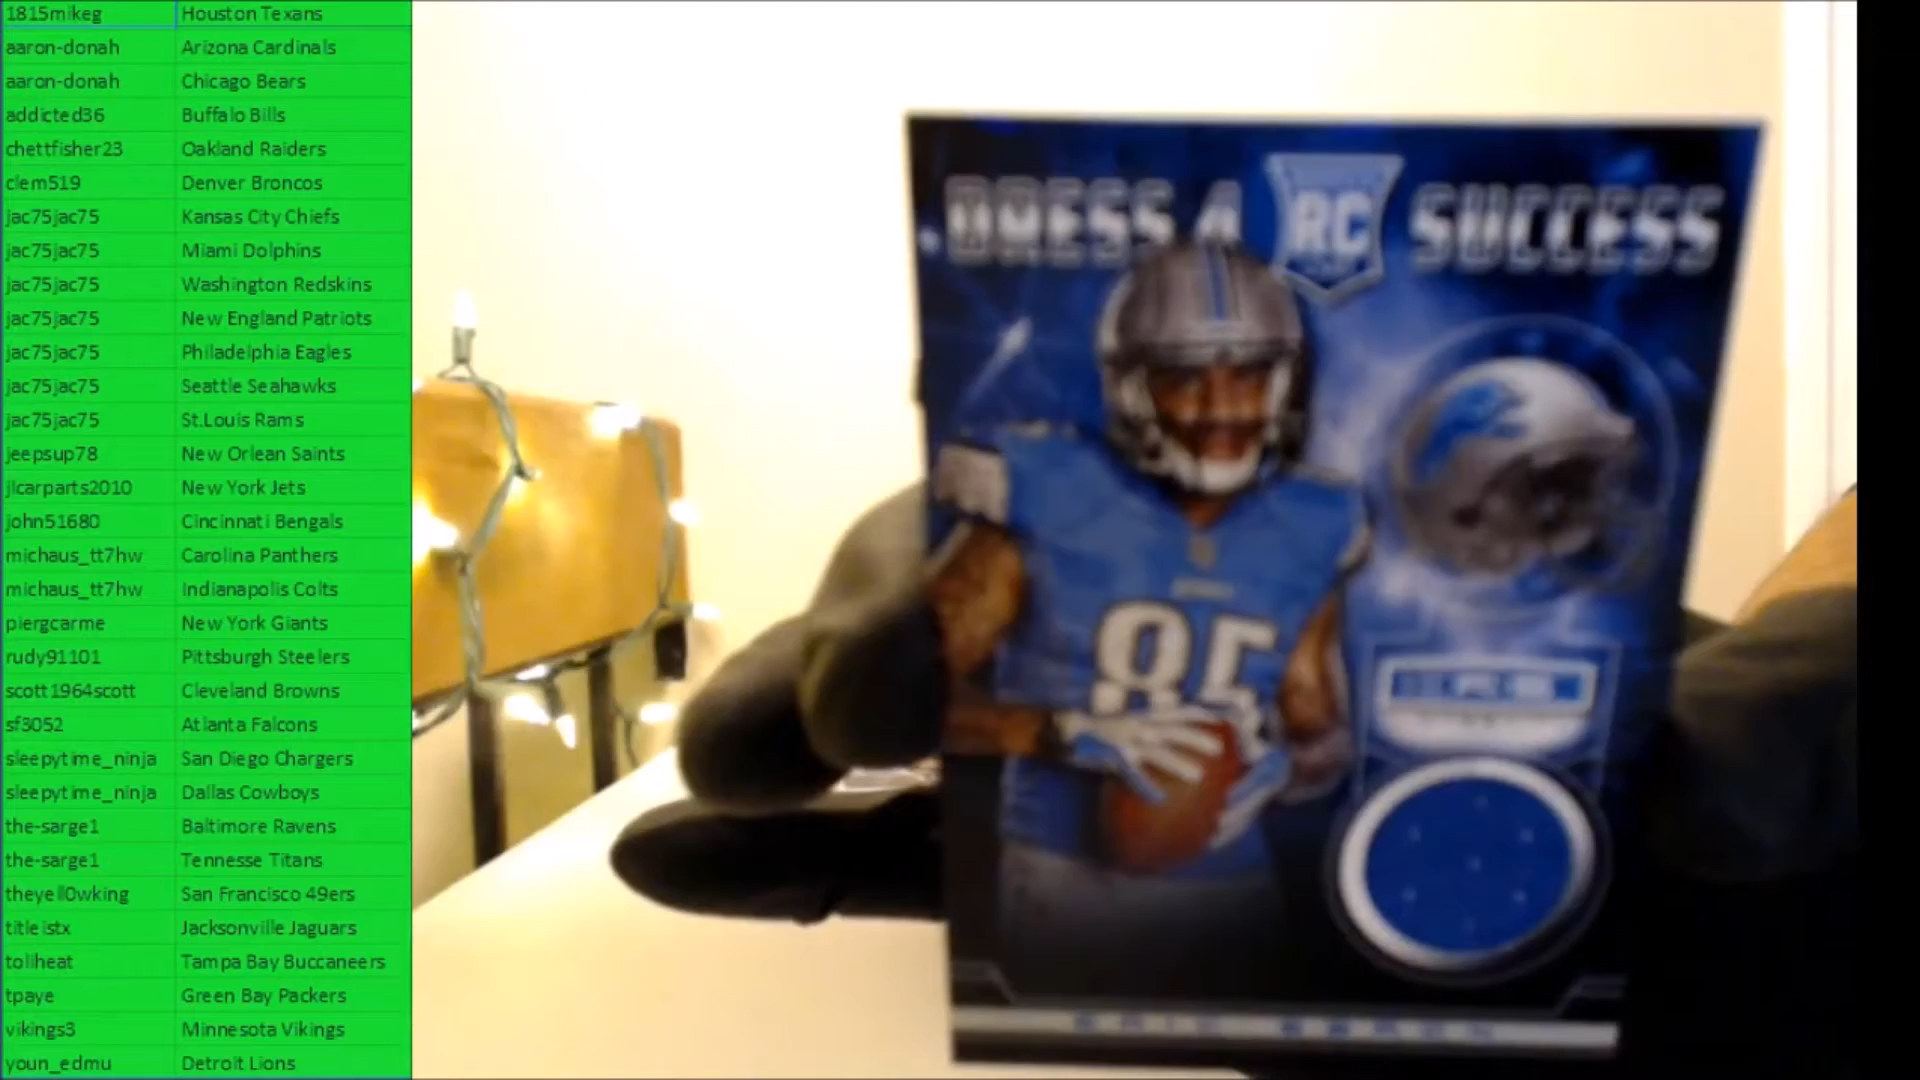 1815mikeg Houston Texans
aaron-donah Arizona Cardinals
aaron-donah Chicago Bears
addicted36 Buffalo Bills
chettfisher23 Oakland Raiders
clem519 Denver Broncos
jac75jac75 Kansas City Chiefs
jac75jac75 Miami Dolphins
jac75jac75 Washington Redskins
jac75jac75 New England Patriots
jac75jac75 Philadelphia Eagles
jac75jac75 Seattle Seahawks
jac75jac75 St.Louis Rams
jeepsup78 New Orlean Saints
jlcarparts2010 New York Jets
john51680 Cincinnati Bengals
michaus_tt7hw Carolina Panthers
michaus_tt7hw Indianapolis Colts
piergcarme New York Giants
rudy91101 Pittsburgh Steelers
scott1964scott Cleveland Browns
sf3052 Atlanta Falcons
sleepytime_ninja San Diego Chargers
sleepytime_ninja Dallas Cowboys
the-sarge1 Baltimore Ravens
the-sarge1 Tennesse Titans
theyell0wking San Francisco 49ers
titleistx Jacksonville Jaguars
tollheat Tampa Bay Buccaneers
tpaye Green Bay Packers
vikings3 Minnesota Vikings
youn_edmu Detroit Lions
DRESS 4 RC SUCCESS
85